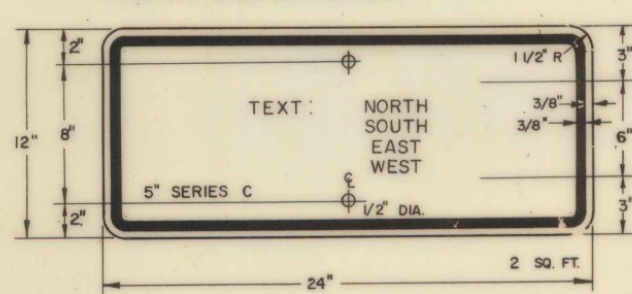 2"
1 1/2" R
3"
TEXT: NORTH
SOUTH
EAST
WEST
3/8"
3/8"
12"
8"
6"
℄
5" SERIES C
1/2" DIA.
2"
3"
2 SQ. FT.
24"